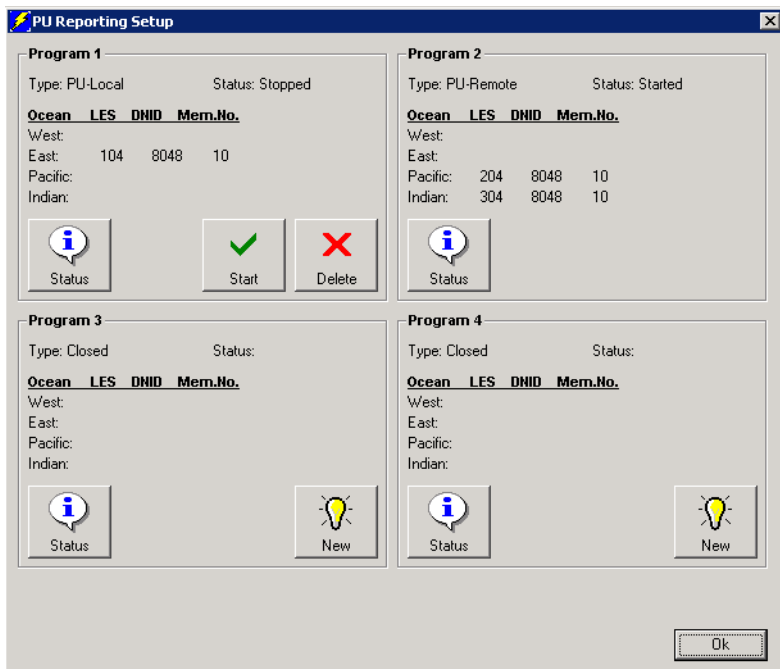 PU Reporting Setup
Program 1
Type: PU-Local Status: Stopped
Ocean LES DNID Mem.No.
West:
East: 104 8048 10
Pacific:
Indian:
Status Start Delete
Program 2
Type: PU-Remote Status: Started
Ocean LES DNID Mem.No.
West:
East:
Pacific: 204 8048 10
Indian: 304 8048 10
Status
Program 3
Type: Closed Status:
Ocean LES DNID Mem.No.
West:
East:
Pacific:
Indian:
Status New
Program 4
Type: Closed Status:
Ocean LES DNID Mem.No.
West:
East:
Pacific:
Indian:
Status New
Ok